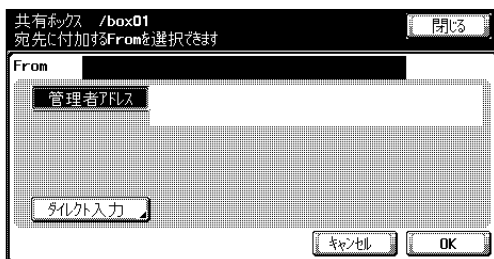 共有ﾎﾞｯｸｽ /box01
閉じる
宛先に付加するFromを選択できます
From
管理者ｱﾄﾞﾚｽ
ﾀﾞｲﾚｸﾄ入力
ｷｬﾝｾﾙ
OK